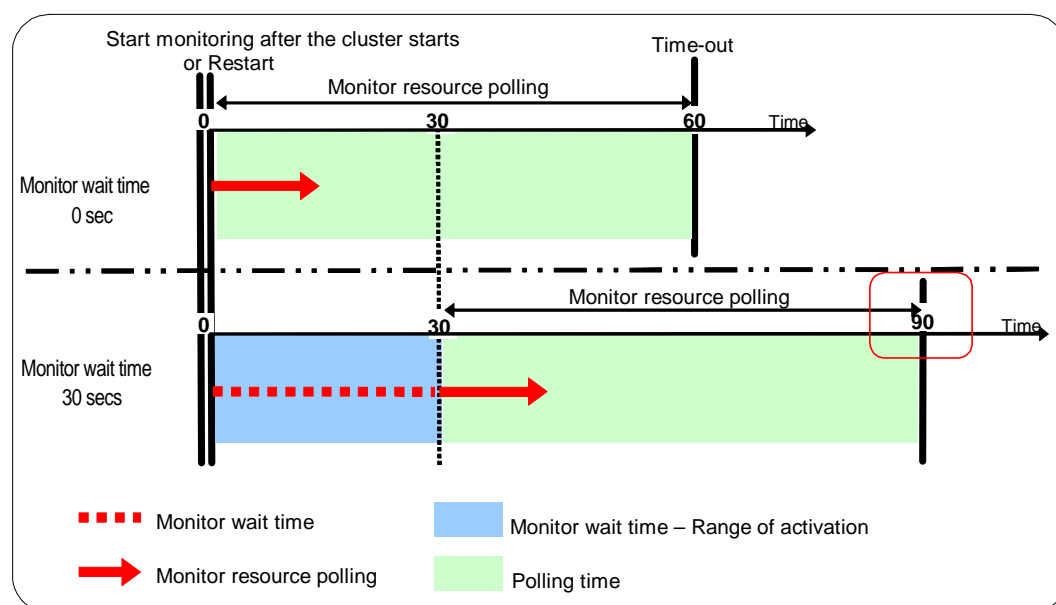 Start monitoring after the cluster starts
or Restart
Time-out
Monitor resource polling
0
30
60
Time
Monitor wait time
0 sec
Monitor resource polling
0
30
90
Time
Monitor wait time
30 secs
Monitor wait time
Monitor wait time – Range of activation
Monitor resource polling
Polling time